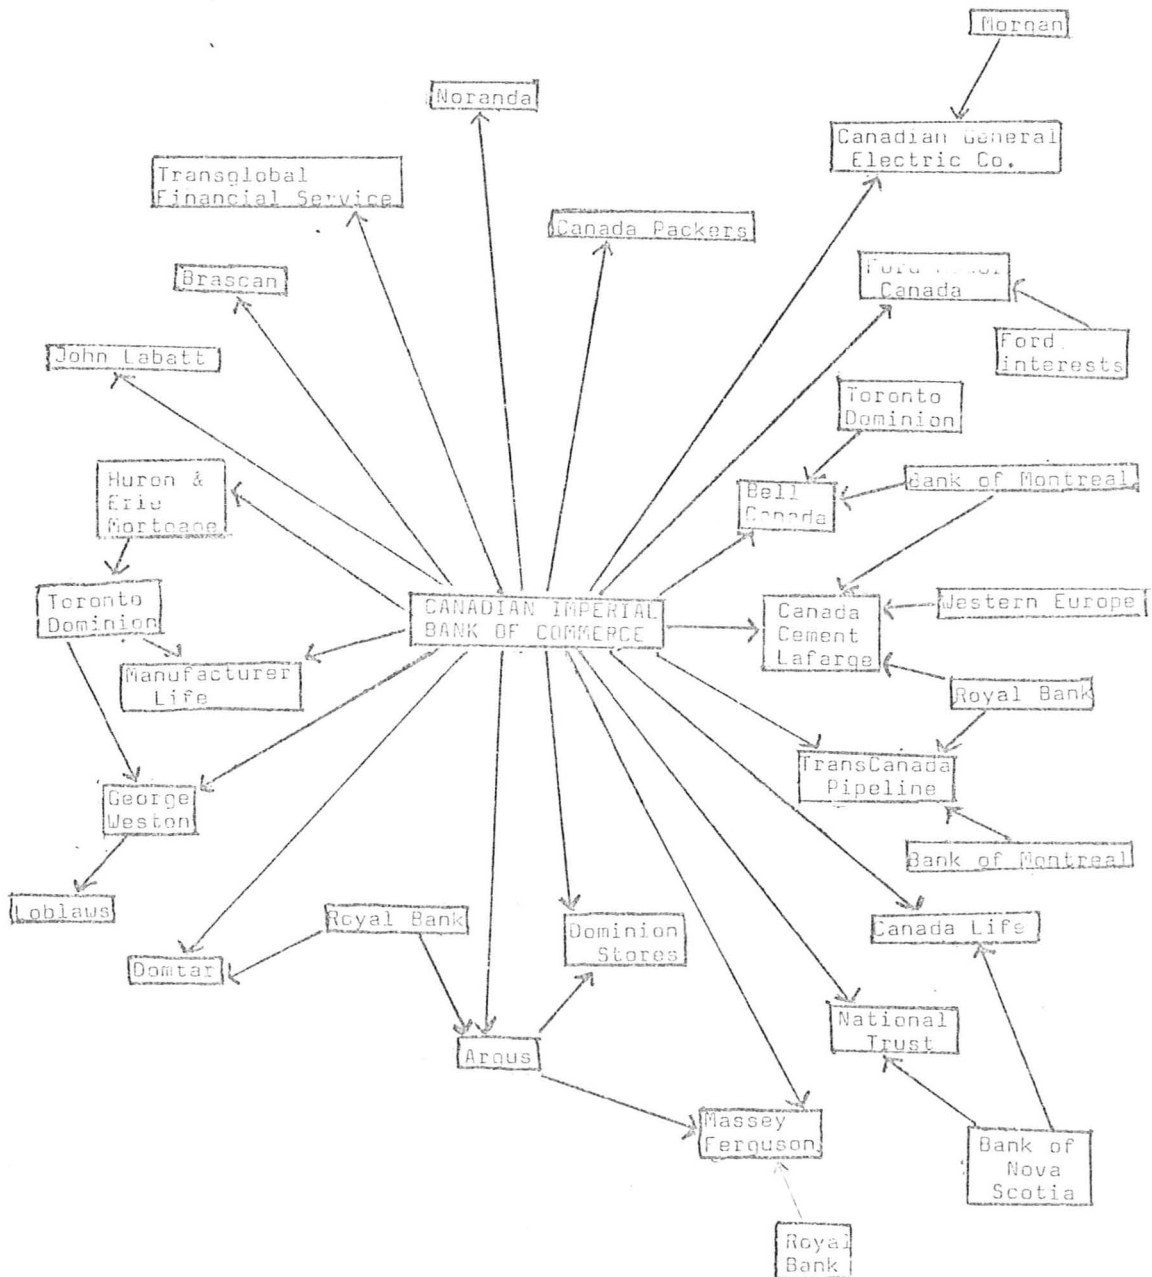 Morgan
Noranda
Canadian General
Electric Co.
Transglobal
Financial Service
Canada Packers
Brascan
Ford
Canada
Ford
interests
John Labatt
Toronto
Dominion
Huron &
Erie
Mortgage
Bell
Canada
Bank of Montreal
Toronto
Dominion
CANADIAN IMPERIAL
BANK OF COMMERCE
Canada
Cement
Lafarge
Western Europe
Manufacturer
Life
Royal Bank
TransCanada
Pipeline
George
Weston
Bank of Montreal
Loblaws
Royal Bank
Dominion
Stores
Canada Life
Domtar
National
Trust
Argus
Massey
Ferguson
Bank of
Nova
Scotia
Royal
Bank